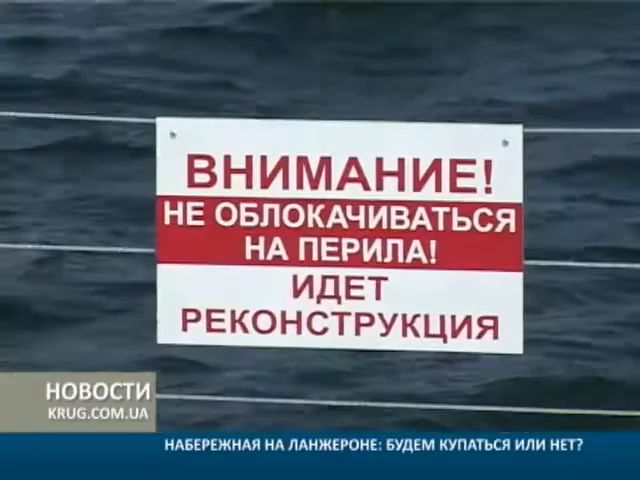 ВНИМАНИЕ!
НЕ ОБЛОКАЧИВАТЬСЯ
НА ПЕРИЛА!
ИДЕТ
РЕКОНСТРУКЦИЯ
НОВОСТИ
KRUG.COM.UA
НАБЕРЕЖНАЯ НА ЛАНЖЕРОНЕ: БУДЕМ КУПАТЬСЯ ИЛИ НЕТ?